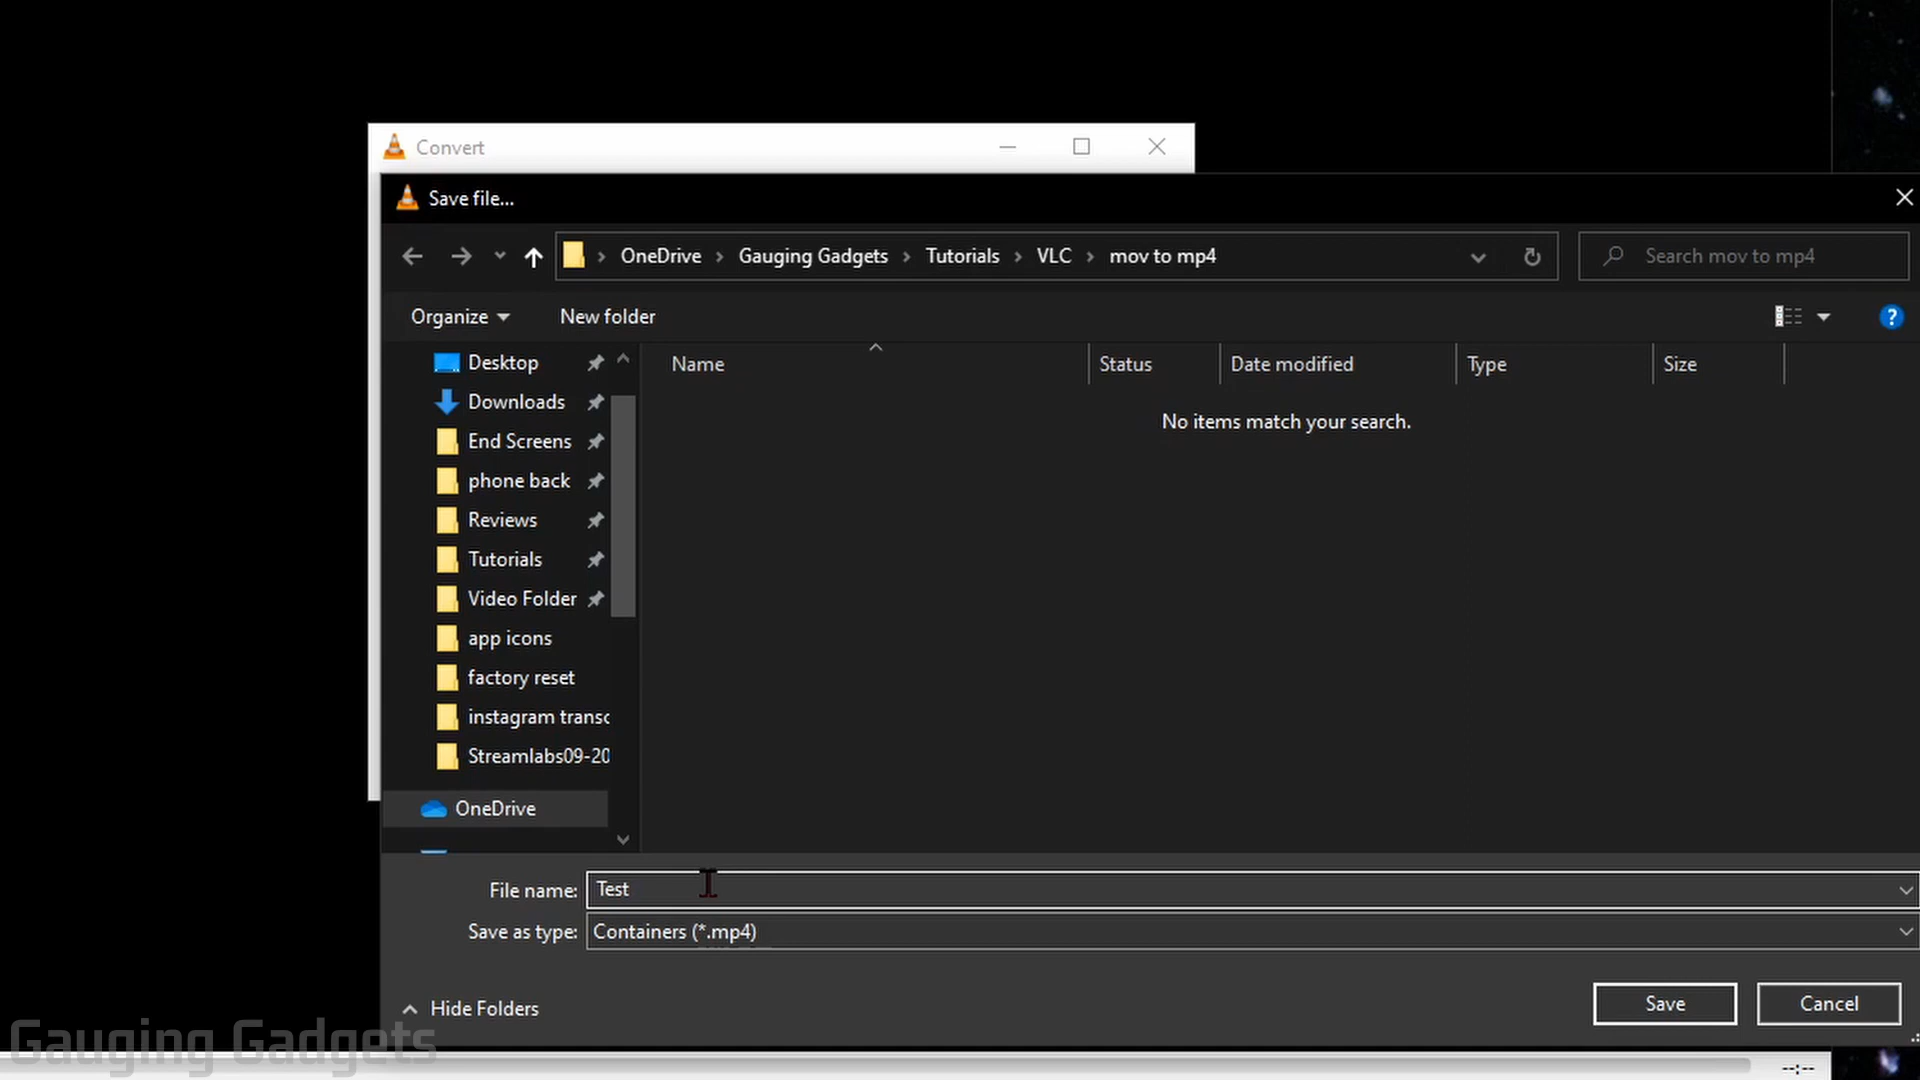 Convert
Save file...
OneDrive > Gauging Gadgets > Tutorials > VLC > mov to mp4
Search mov to mp4
Organize
New folder
?
Name
Status
Date modified
Type
Size
No items match your search.
Desktop
Downloads
End Screens
phone back
Reviews
Tutorials
Video Folder
app icons
factory reset
instagram transc
Streamlabs09-20
OneDrive
File name: Test
Save as type: Containers (*.mp4)
Hide Folders
Save
Cancel
Gauging Gadgets
--:--